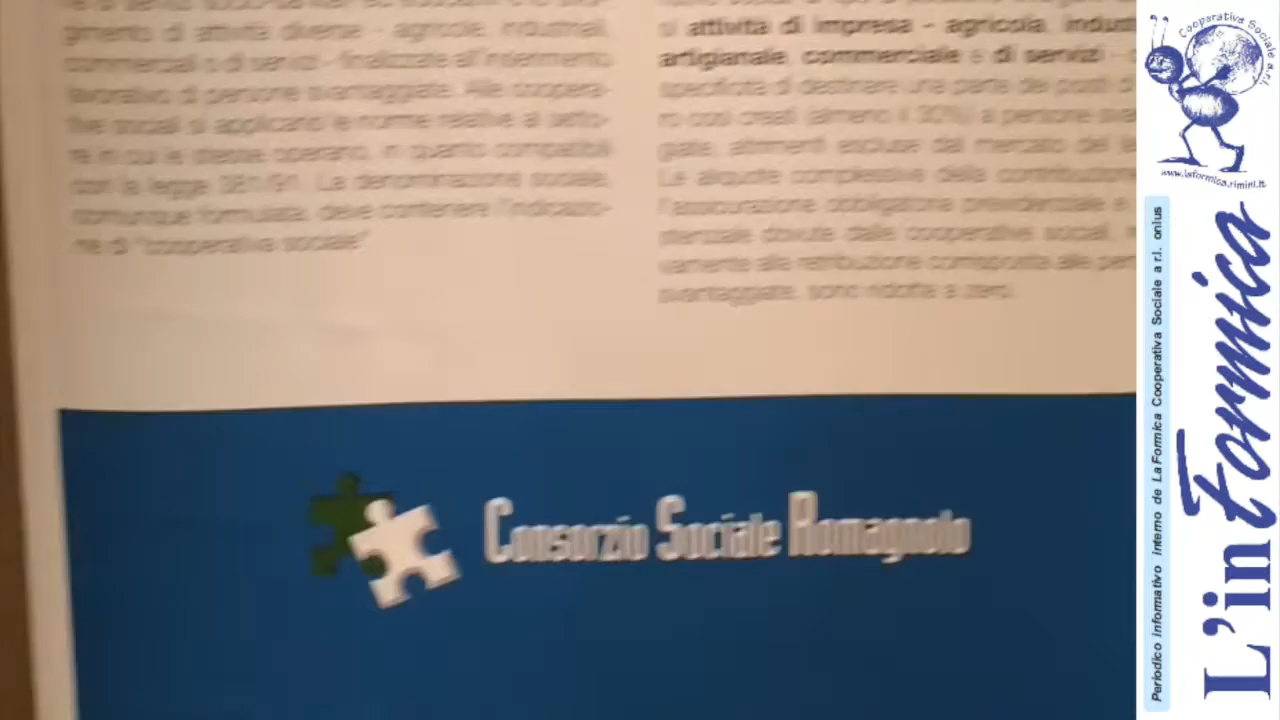 gimento di attività diverse - agricole, industriali,
commerciali o di servizi - finalizzate all'inserimento
lavorativo di persone svantaggiate. Alle coopera-
tive sociali si applicano le norme relative al setto-
re in cui le stesse operano, in quanto compatibili
con la legge 381/91. La denominazione sociale,
comunque formulata, deve contenere l'indicazio-
ne di "cooperativa sociale"
si attività di impresa - agricola, indust
artigianale, commerciale e di servizi -
specificità di destinare una parte dei posti di
ro così creati (almeno il 30%) a persone sva
giate, altrimenti escluse dal mercato del la
Le aliquote complessive della contribuzione
l'assicurazione obbligatoria previdenziale e
stenziale dovute dalle cooperative sociali,
vamente alla retribuzione corrisposta alle per
svantaggiate, sono ridotte a zero.
Consorzio Sociale Romagnolo
Cooperativa Sociale a r.l.
www.laformica.rimini.it
Periodico informativo interno de La Formica Cooperativa Sociale a r.l. onlus
L'inFormica